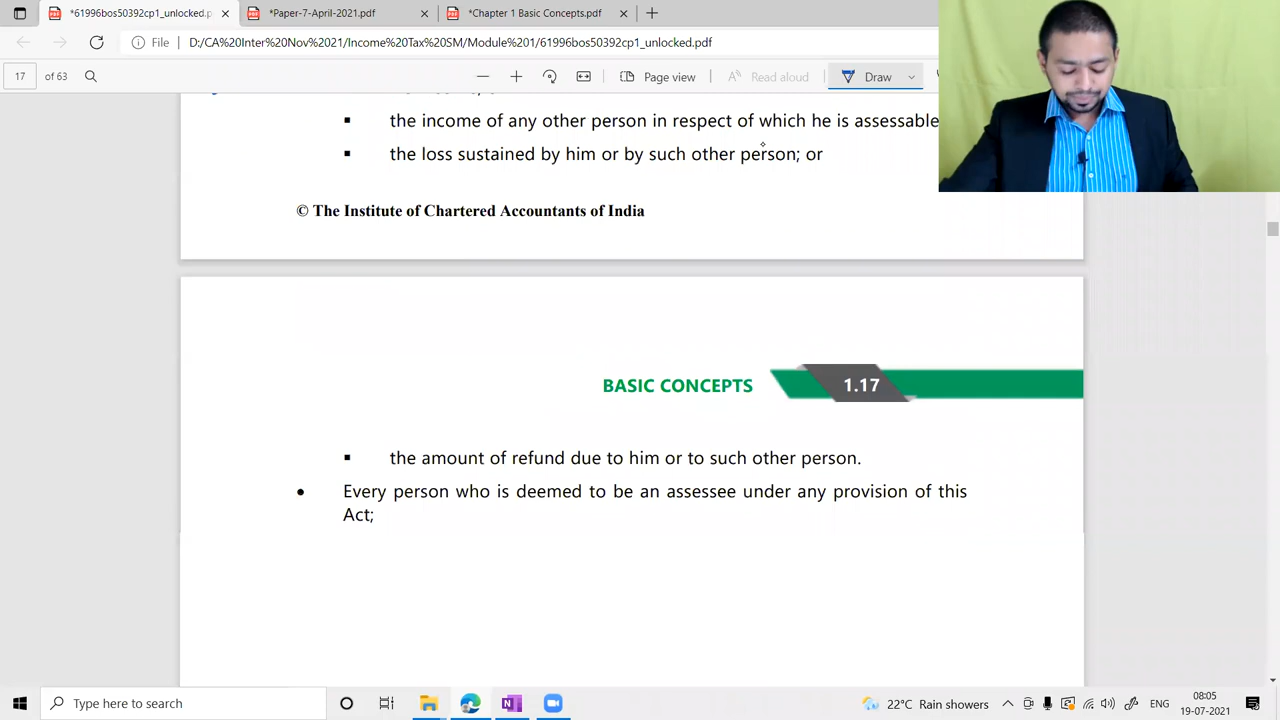 *61996bos50392cp1_unlocked.p
*Paper-7-April-2021.pdf
*Chapter 1 Basic Concepts.pdf
File
D:/CA%20Inter%20Nov%2021/Income%20Tax%20SM/Module%201/61996bos50392cp1_unlocked.pdf
17 of 63
Page view
Read aloud
Draw
the income of any other person in respect of which he is assessable
the loss sustained by him or by such other person; or
© The Institute of Chartered Accountants of India
BASIC CONCEPTS 1.17
the amount of refund due to him or to such other person.
Every person who is deemed to be an assessee under any provision of this
Act;
Type here to search
22°C Rain showers
ENG
08:05
19-07-2021